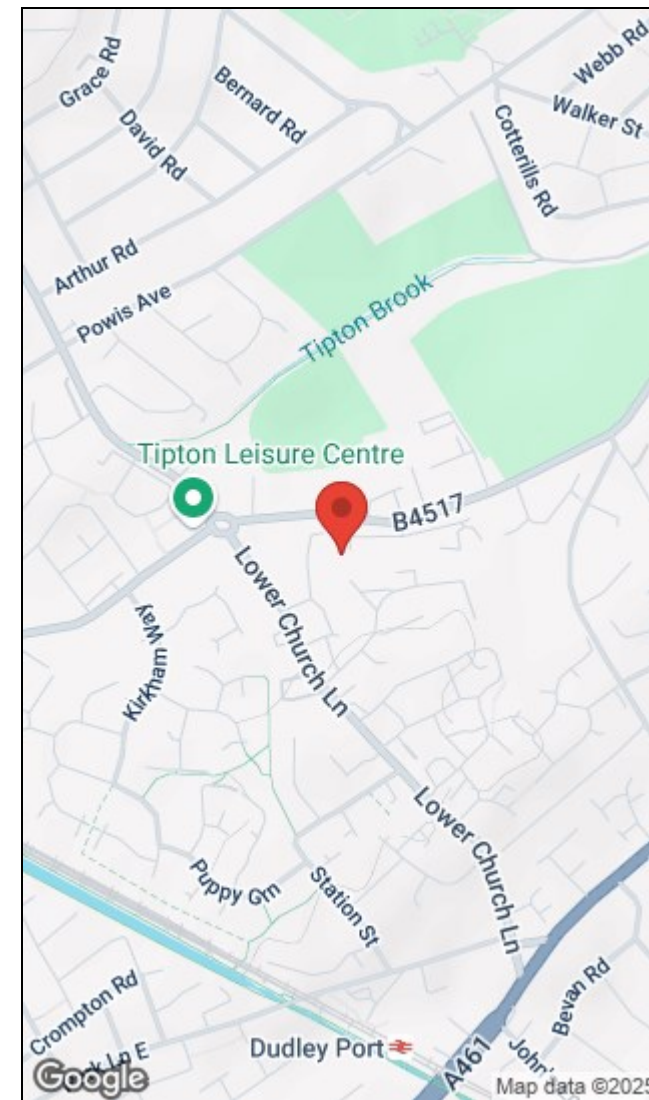 Grace Rd
Bernard Rd
Webb Rd
Walker St
David Rd
Cotterills Rd
Arthur Rd
Powis Ave
Tipton Brook
Tipton Leisure Centre
B4517
Lower Church Ln
Kirkham Way
Lower Church Ln
Puppy Grn
Station St
Crompton Rd
Bevan Rd
Dudley Port
A461
Google
Map data ©2025